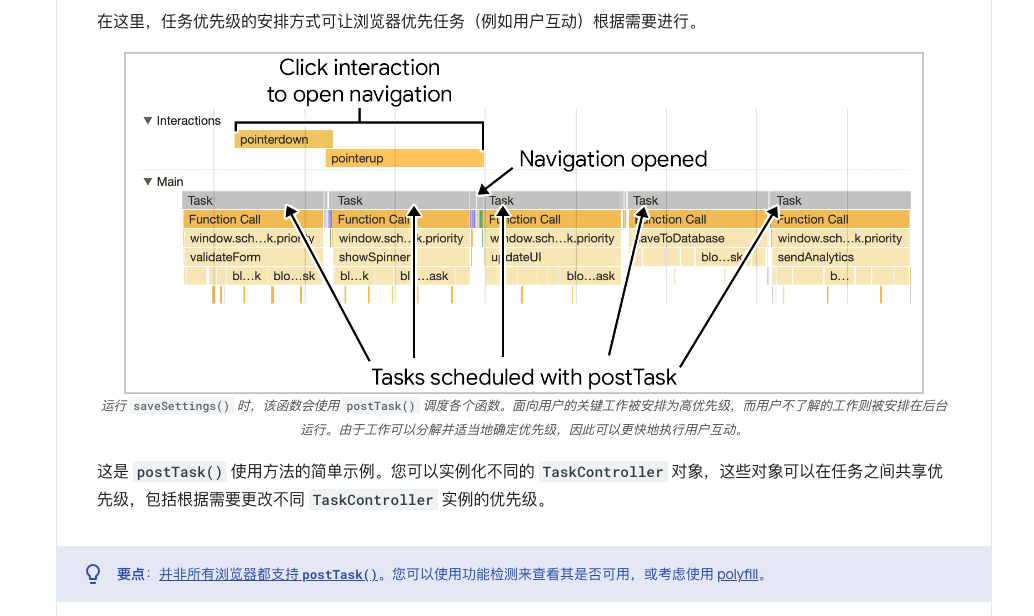 在这里，任务优先级的安排方式可让浏览器优先任务（例如用户互动）根据需要进行。
Click interaction
to open navigation
▼ Interactions
pointerdown
pointerup
Navigation opened
▼ Main
Task Task Task Task Task
Function Call Function Call Function Call Function Call Function Call
window.sch…k.priority window.sch…k.priority window.sch…k.priority saveToDatabase window.sch…k.priority
validateForm showSpinner updateUI blo…sk sendAnalytics
bl…k blo…sk bl…k bl…ask blo…ask b…
Tasks scheduled with postTask
运行 saveSettings() 时，该函数会使用 postTask() 调度各个函数。面向用户的关键工作被安排为高优先级，而用户不了解的工作则被安排在后台
运行。由于工作可以分解并适当地确定优先级，因此可以更快地执行用户互动。
这是 postTask() 使用方法的简单示例。您可以实例化不同的 TaskController 对象，这些对象可以在任务之间共享优
先级，包括根据需要更改不同 TaskController 实例的优先级。
要点：并非所有浏览器都支持 postTask()。您可以使用功能检测来查看其是否可用，或考虑使用 polyfill。